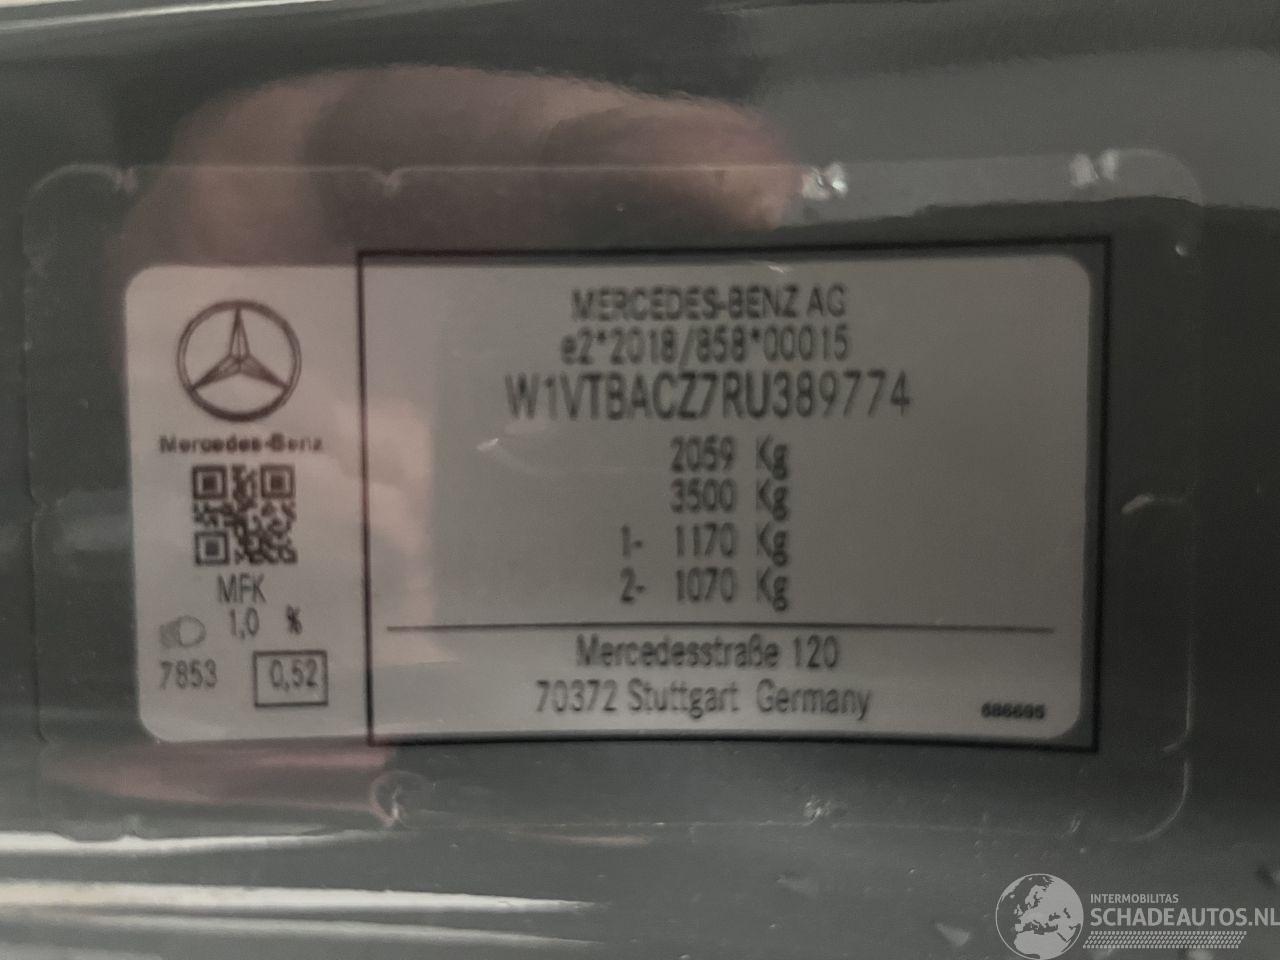 Mercedes-Benz
MFK
1,0 %
7853
0,52
MERCEDES-BENZ AG
e2*2018/858*00015
W1VTBACZ7RU389774
2059 Kg
3500 Kg
1- 1170 Kg
2- 1070 Kg
Mercedesstraße 120
70372 Stuttgart Germany
INTERMOBILITAS
SCHADEAUTOS.NL